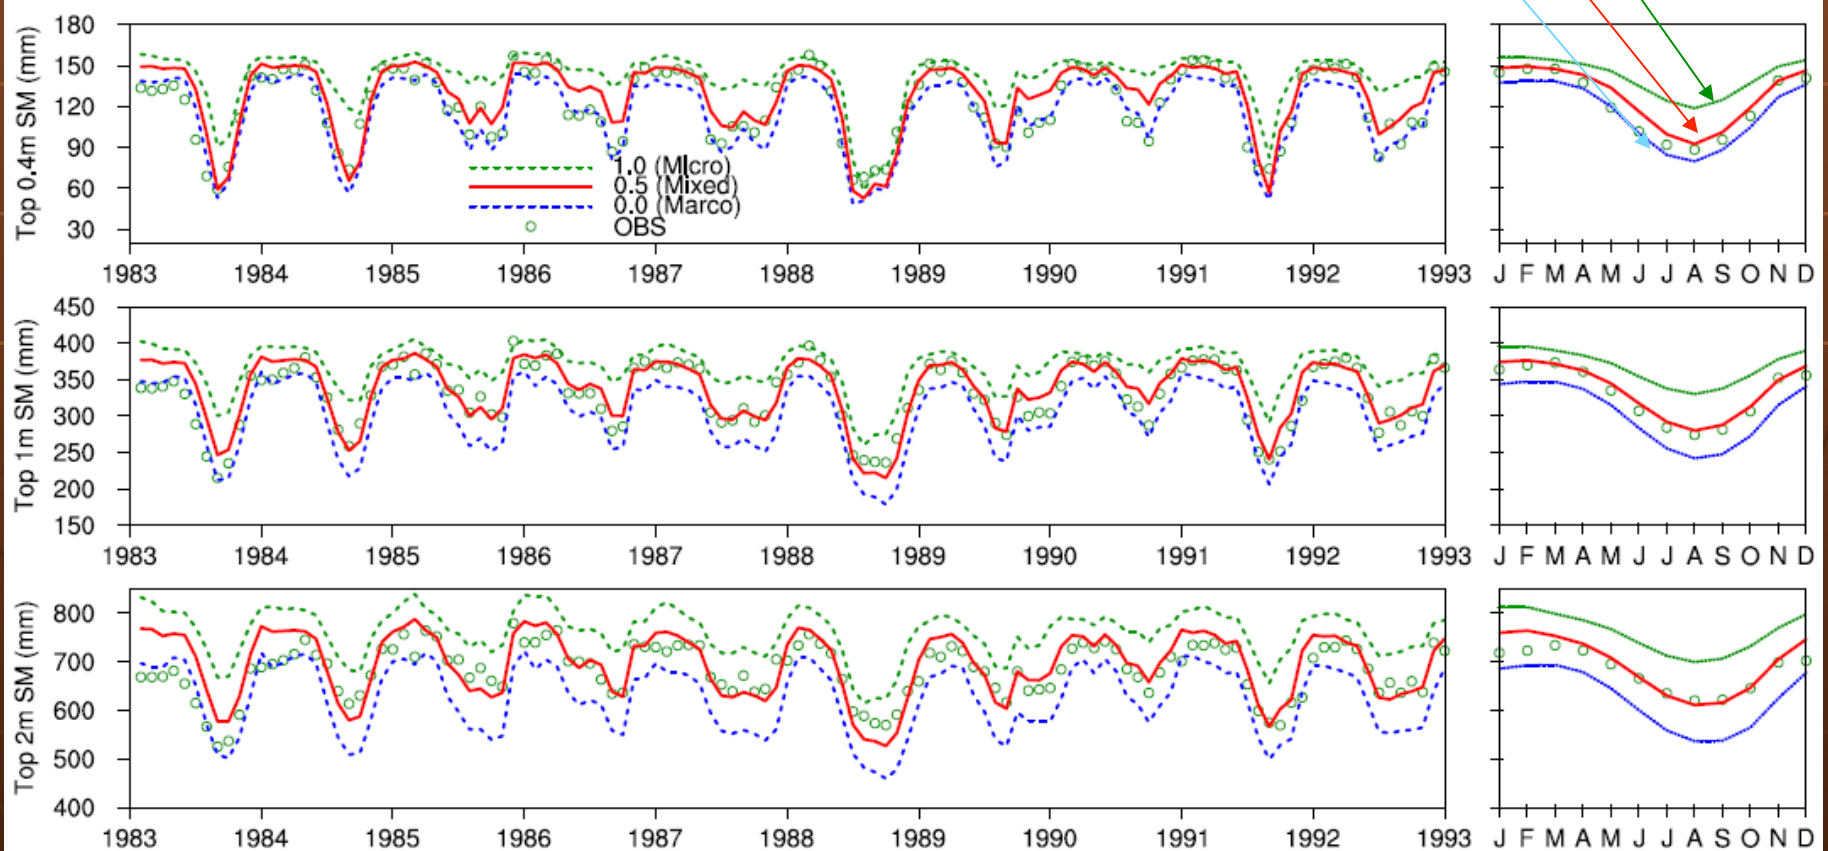 Top 0.4m SM (mm)
180
150
120
90
60
30
1.0 (Micro)
0.5 (Mixed)
0.0 (Marco)
OBS
1983 1984 1985 1986 1987 1988 1989 1990 1991 1992 1993
J F M A M J J A S O N D
Top 1m SM (mm)
450
400
350
300
250
200
150
1983 1984 1985 1986 1987 1988 1989 1990 1991 1992 1993
J F M A M J J A S O N D
Top 2m SM (mm)
800
700
600
500
400
1983 1984 1985 1986 1987 1988 1989 1990 1991 1992 1993
J F M A M J J A S O N D